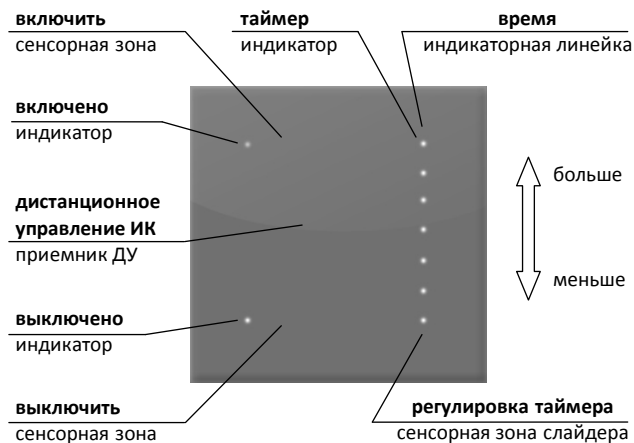 включить
сенсорная зона
таймер
индикатор
время
индикаторная линейка
включено
индикатор
больше
дистанционное
управление ИК
приемник ДУ
меньше
выключено
индикатор
выключить
сенсорная зона
регулировка таймера
сенсорная зона слайдера